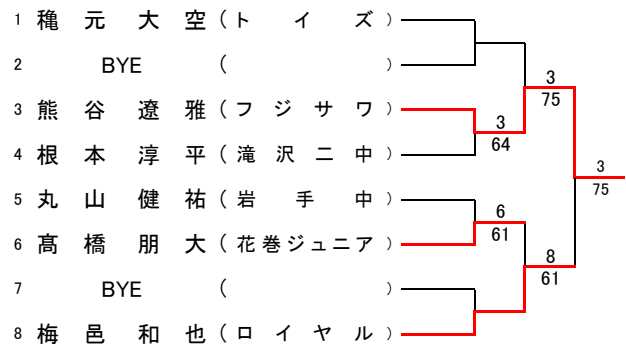 1 穐元大空(トイズ)
2 BYE ( )
3 熊谷遼雅(フジサワ)
4 根本淳平(滝沢二中)
5 丸山健祐(岩手中)
6 髙橋朋大(花巻ジュニア)
7 BYE ( )
8 梅邑和也(ロイヤル)
3
64
6
61
3
75
8
61
3
75